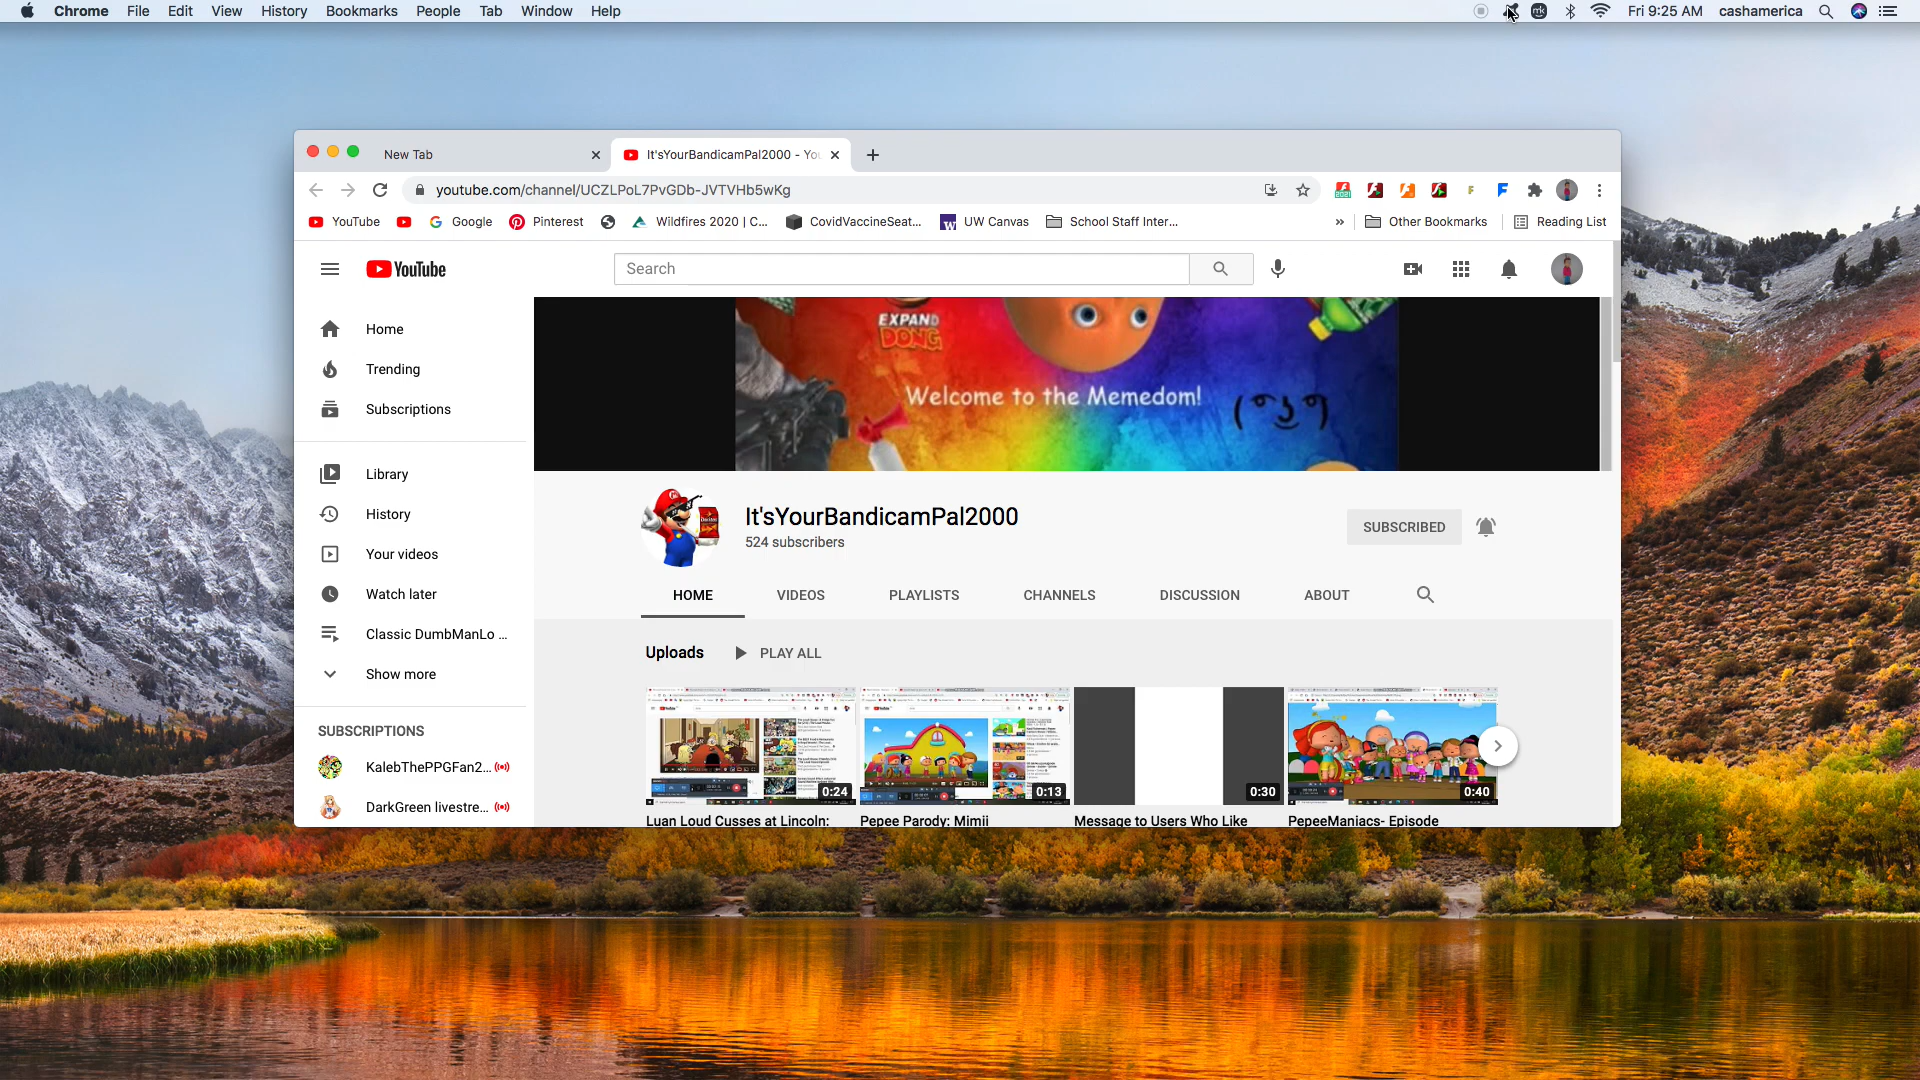 Chrome File Edit View History Bookmarks People Tab Window Help
Fri 9:25 AM cashamerica
New Tab
It'sYourBandicamPal2000 - You
youtube.com/channel/UCZLPoL7PvGDb-JVTVHb5wKg
YouTube Google Pinterest Wildfires 2020 | C... CovidVaccineSeat... UW Canvas School Staff Inter... » Other Bookmarks Reading List
YouTube
Search
Home
Trending
Subscriptions
Library
History
Your videos
Watch later
Classic DumbManLo ...
Show more
SUBSCRIPTIONS
KalebThePPGFan2...
DarkGreen livestre...
EXPAND
DONG
Welcome to the Memedom!
It'sYourBandicamPal2000
524 subscribers
SUBSCRIBED
HOME VIDEOS PLAYLISTS CHANNELS DISCUSSION ABOUT
Uploads PLAY ALL
0:24 0:13 0:30 0:40
Luan Loud Cusses at Lincoln: Pepee Parody: Mimii Message to Users Who Like PepeeManiacs- Episode